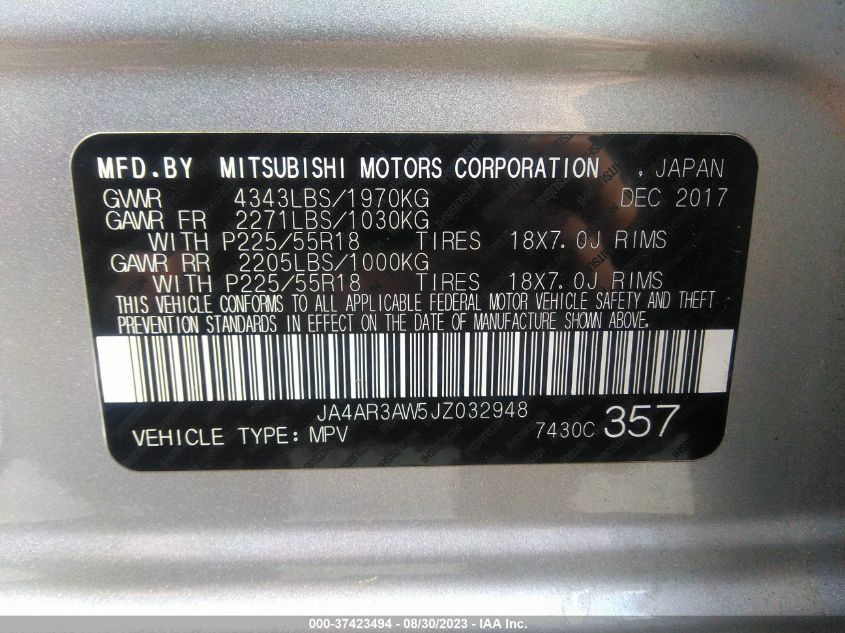 MFD.BY MITSUBISHI MOTORS CORPORATION , JAPAN
GVWR 4343LBS/1970KG DEC 2017
GAWR FR 2271LBS/1030KG
WITH P225/55R18 TIRES 18X7.0J RIMS
GAWR RR 2205LBS/1000KG
WITH P225/55R18 TIRES 18X7.0J RIMS
THIS VEHICLE CONFORMS TO ALL APPLICABLE FEDERAL MOTOR VEHICLE SAFETY AND THEFT
PREVENTION STANDARDS IN EFFECT ON THE DATE OF MANUFACTURE SHOWN ABOVE.
JA4AR3AW5JZ032948
VEHICLE TYPE: MPV 7430C 357
000-37423494 - 08/30/2023 - IAA Inc.